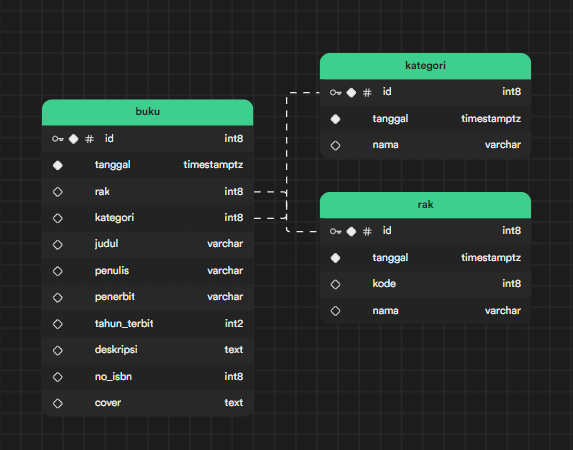 buku
# id int8
tanggal timestamptz
rak int8
kategori int8
judul varchar
penulis varchar
penerbit varchar
tahun_terbit int2
deskripsi text
no_isbn int8
cover text
kategori
# id int8
tanggal timestamptz
nama varchar
rak
# id int8
tanggal timestamptz
kode int8
nama varchar